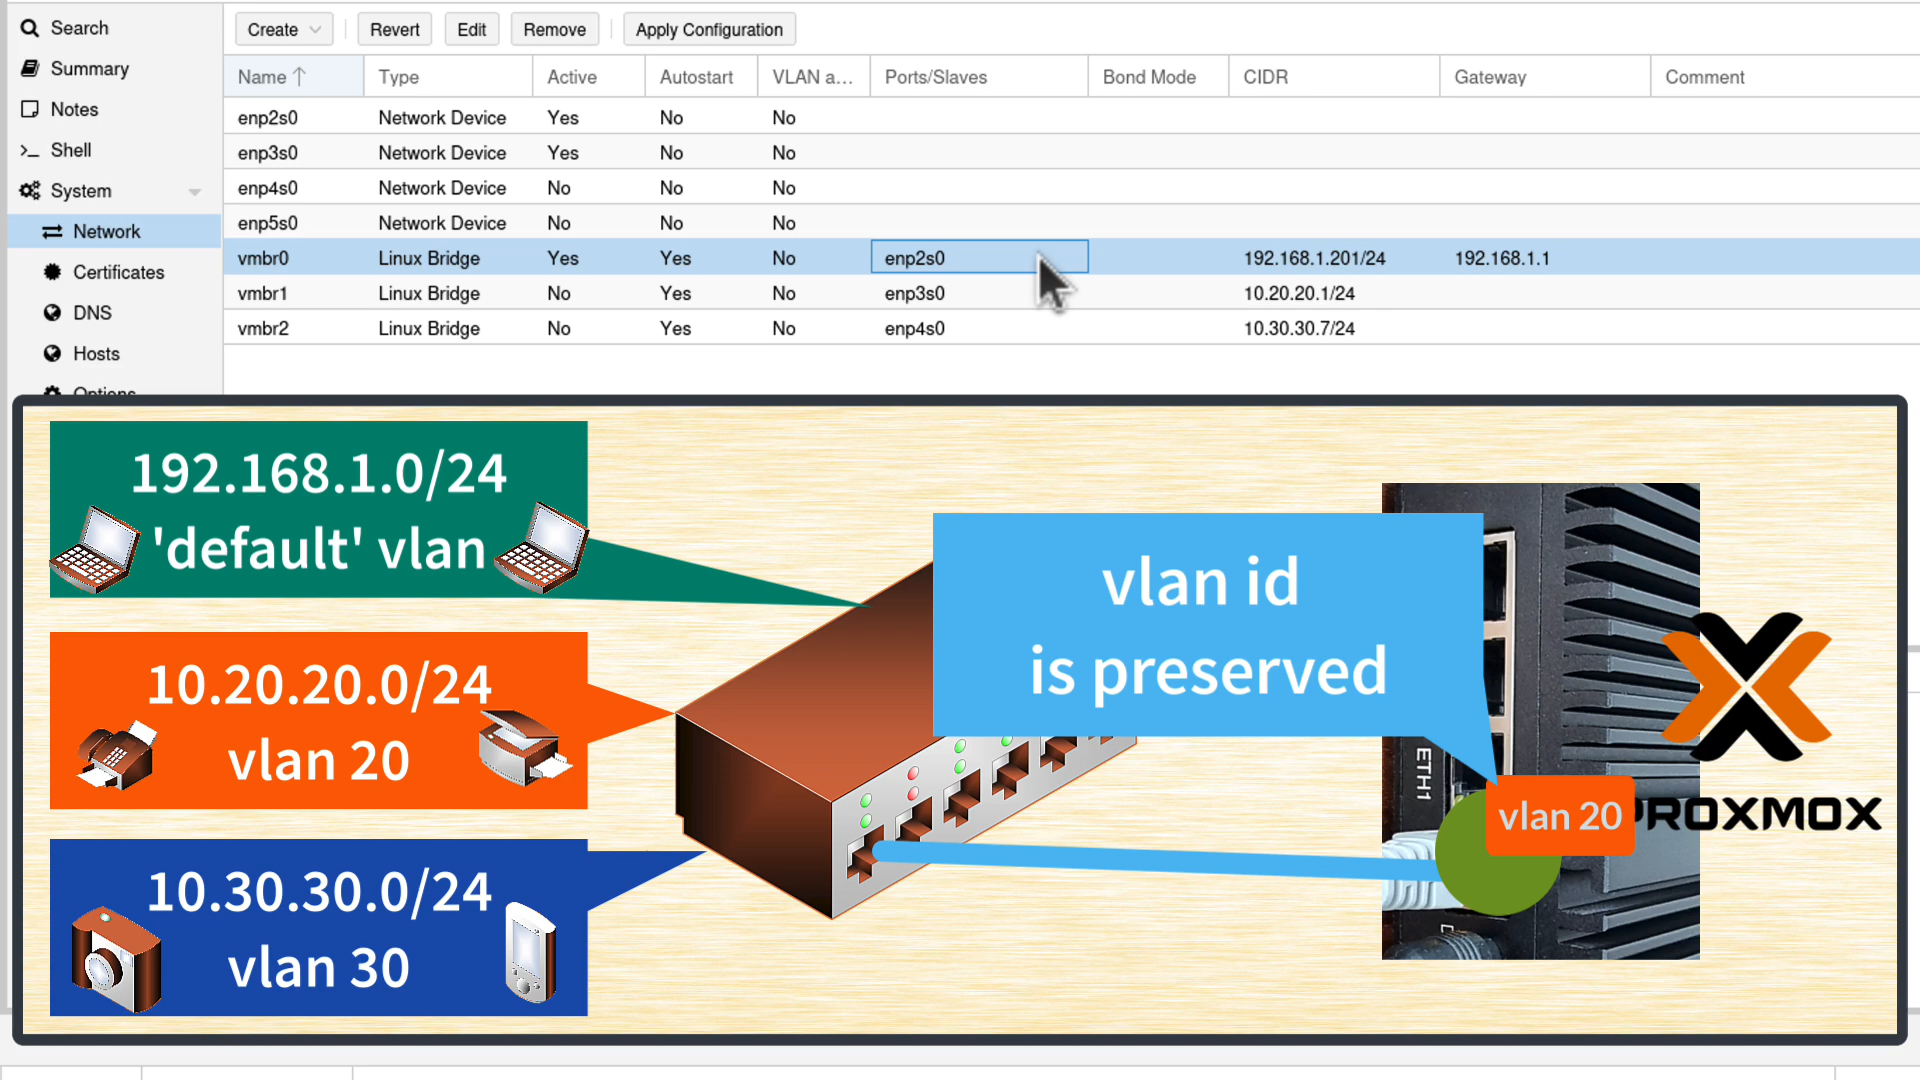 Search
Summary
Notes
Shell
System
Network
Certificates
DNS
Hosts
Options
Create Revert Edit Remove Apply Configuration
Name Type Active Autostart VLAN a... Ports/Slaves Bond Mode CIDR Gateway Comment
enp2s0 Network Device Yes No No
enp3s0 Network Device Yes No No
enp4s0 Network Device No No No
enp5s0 Network Device No No No
vmbr0 Linux Bridge Yes Yes No enp2s0 192.168.1.201/24 192.168.1.1
vmbr1 Linux Bridge No Yes No enp3s0 10.20.20.1/24
vmbr2 Linux Bridge No Yes No enp4s0 10.30.30.7/24
192.168.1.0/24
'default' vlan
10.20.20.0/24
vlan 20
10.30.30.0/24
vlan 30
vlan id
is preserved
ETH1
vlan 20
PROXMOX